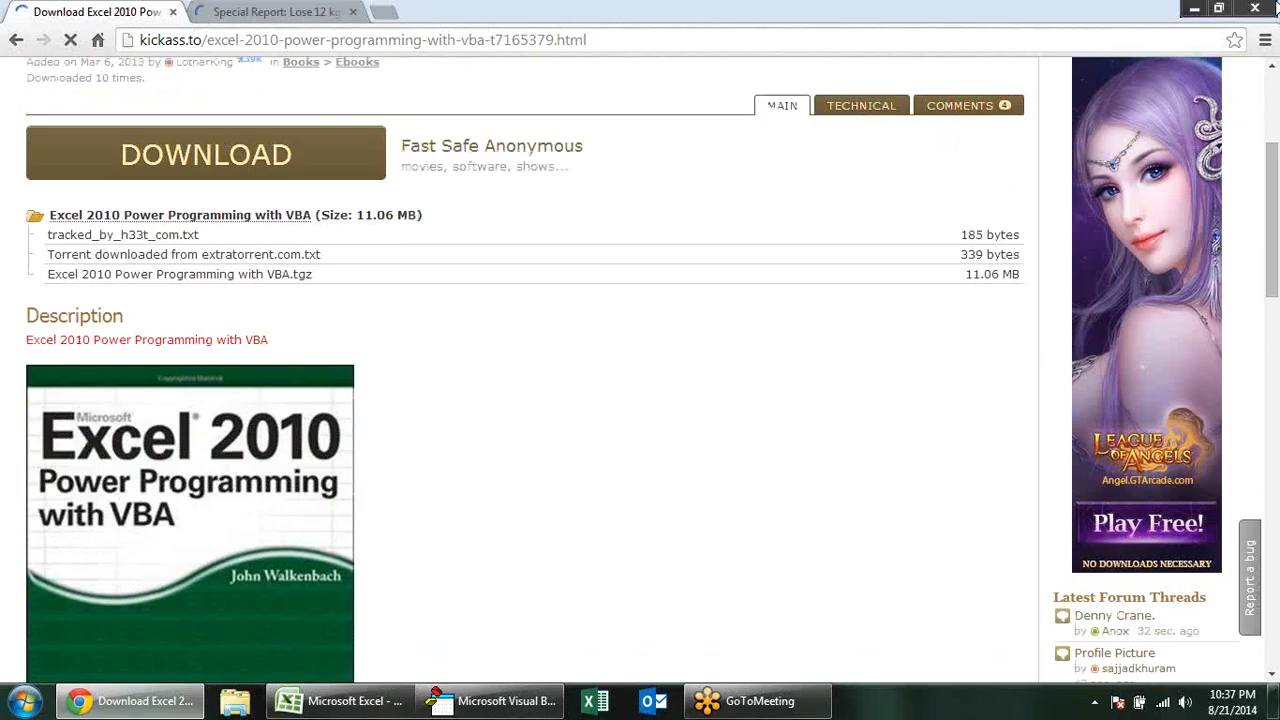 Download Excel 2010 Pow
Special Report: Lose 12 kg
kickass.to/excel-2010-power-programming-with-vba-t7165379.html
Added on Mar 6, 2013 by LotharKing in Books > Ebooks
Downloaded 10 times.
MAIN
TECHNICAL
COMMENTS 4
DOWNLOAD
Fast Safe Anonymous
movies, software, shows...
Excel 2010 Power Programming with VBA (Size: 11.06 MB)
tracked_by_h33t_com.txt 185 bytes
Torrent downloaded from extratorrent.com.txt 339 bytes
Excel 2010 Power Programming with VBA.tgz 11.06 MB
Description
Excel 2010 Power Programming with VBA
Copyrighted Material
Microsoft
Excel® 2010
Power Programming
with VBA
John Walkenbach
LEAGUE OF ANGELS
Angel.GTArcade.com
Play Free!
NO DOWNLOADS NECESSARY
Report a bug
Latest Forum Threads
Denny Crane.
by Anox 32 sec. ago
Profile Picture
by sajjadkhuram
Download Excel 2...
Microsoft Excel - ...
Microsoft Visual B...
GoToMeeting
10:37 PM
8/21/2014